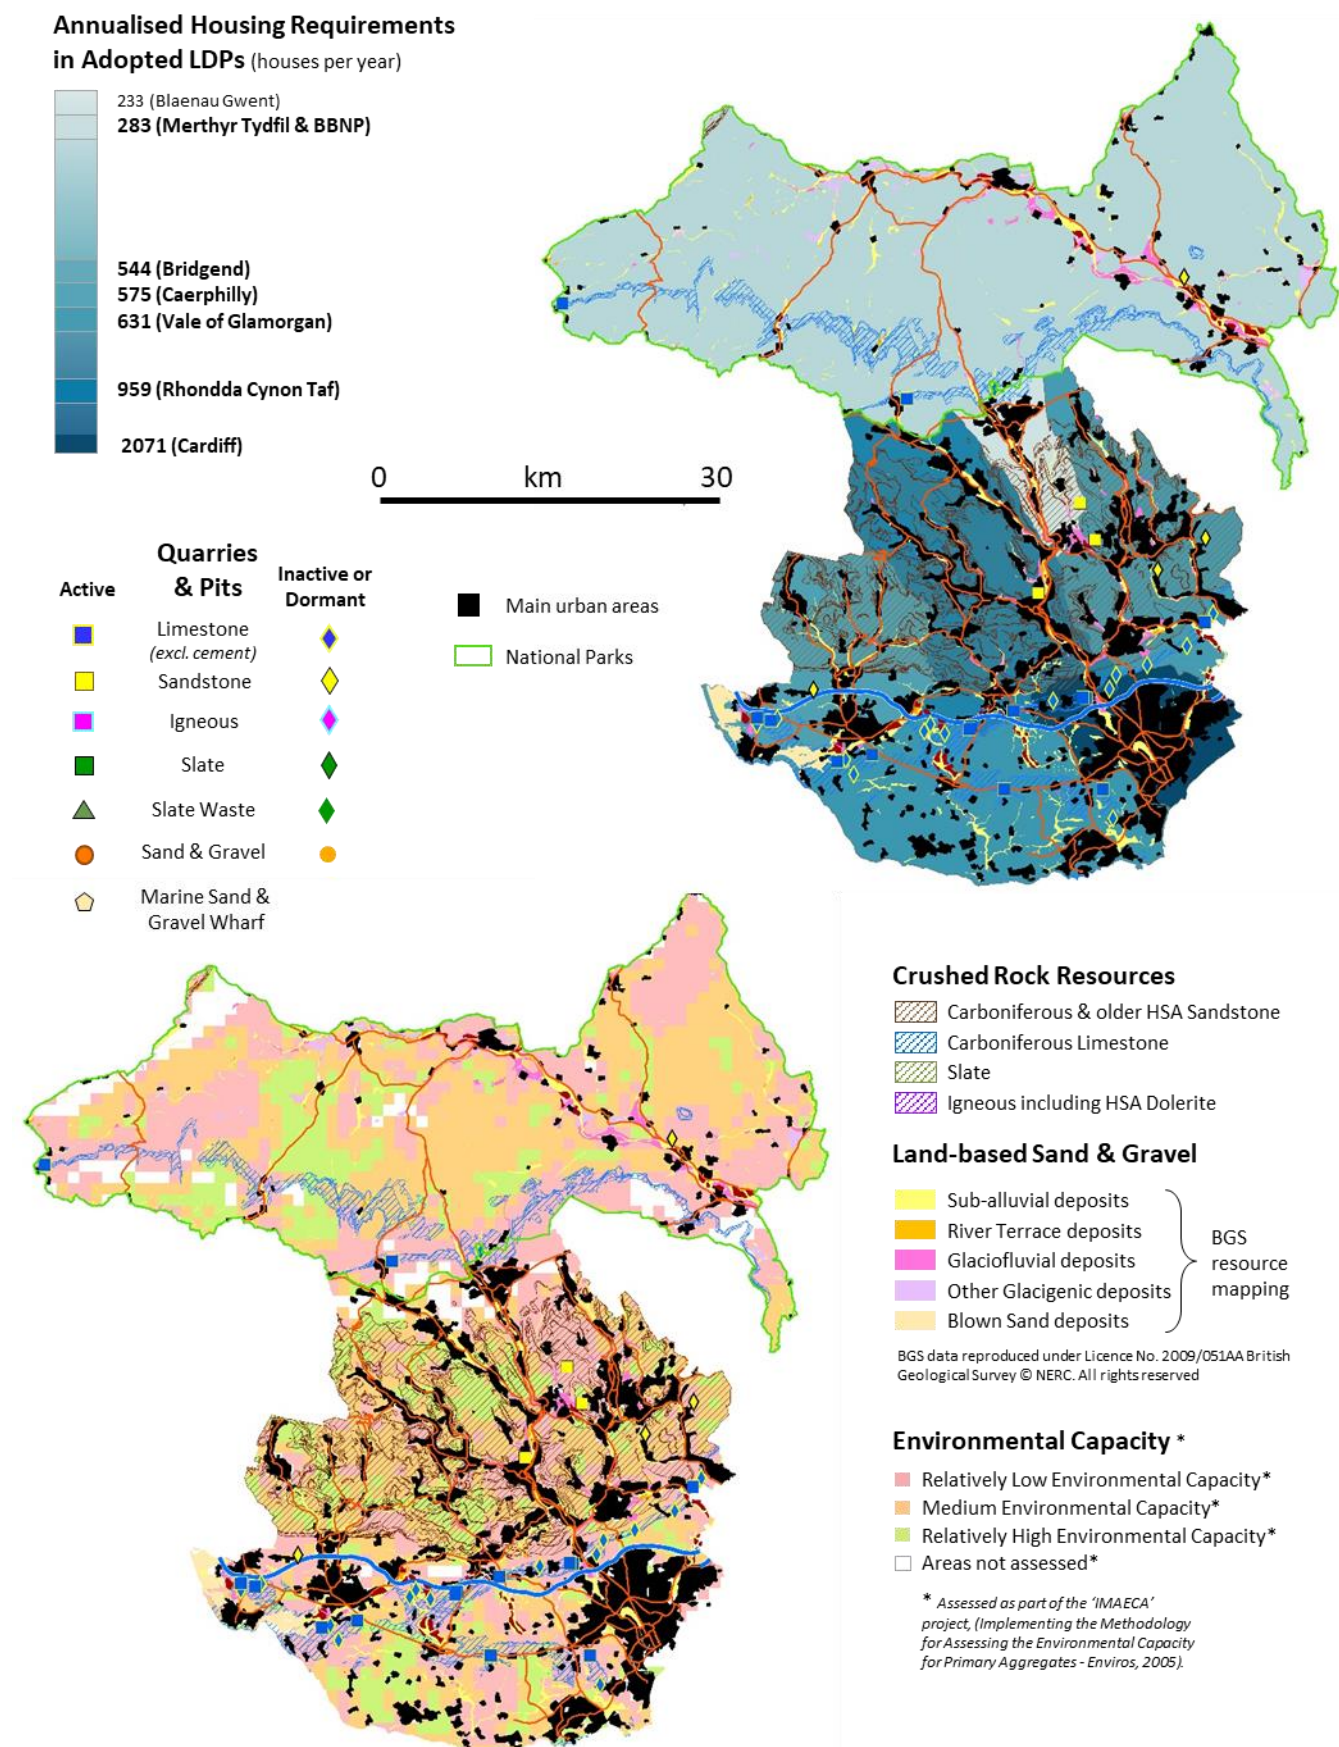 Annualised Housing Requirements
in Adopted LDPs (houses per year)
233 (Blaenau Gwent)
283 (Merthyr Tydfil & BBNP)
544 (Bridgend)
575 (Caerphilly)
631 (Vale of Glamorgan)
959 (Rhondda Cynon Taf)
2071 (Cardiff)
0 km 30
Quarries
& Pits
Active
Inactive or
Dormant
Limestone
(excl. cement)
Sandstone
Igneous
Slate
Slate Waste
Sand & Gravel
Marine Sand &
Gravel Wharf
Main urban areas
National Parks
Crushed Rock Resources
Carboniferous & older HSA Sandstone
Carboniferous Limestone
Slate
Igneous including HSA Dolerite
Land-based Sand & Gravel
Sub-alluvial deposits
River Terrace deposits
Glaciofluvial deposits
Other Glacigenic deposits
Blown Sand deposits
BGS
resource
mapping
BGS data reproduced under Licence No. 2009/051AA British
Geological Survey © NERC. All rights reserved
Environmental Capacity *
Relatively Low Environmental Capacity*
Medium Environmental Capacity*
Relatively High Environmental Capacity*
Areas not assessed*
* Assessed as part of the 'IMAECA'
project, (Implementing the Methodology
for Assessing the Environmental Capacity
for Primary Aggregates - Enviros, 2005).